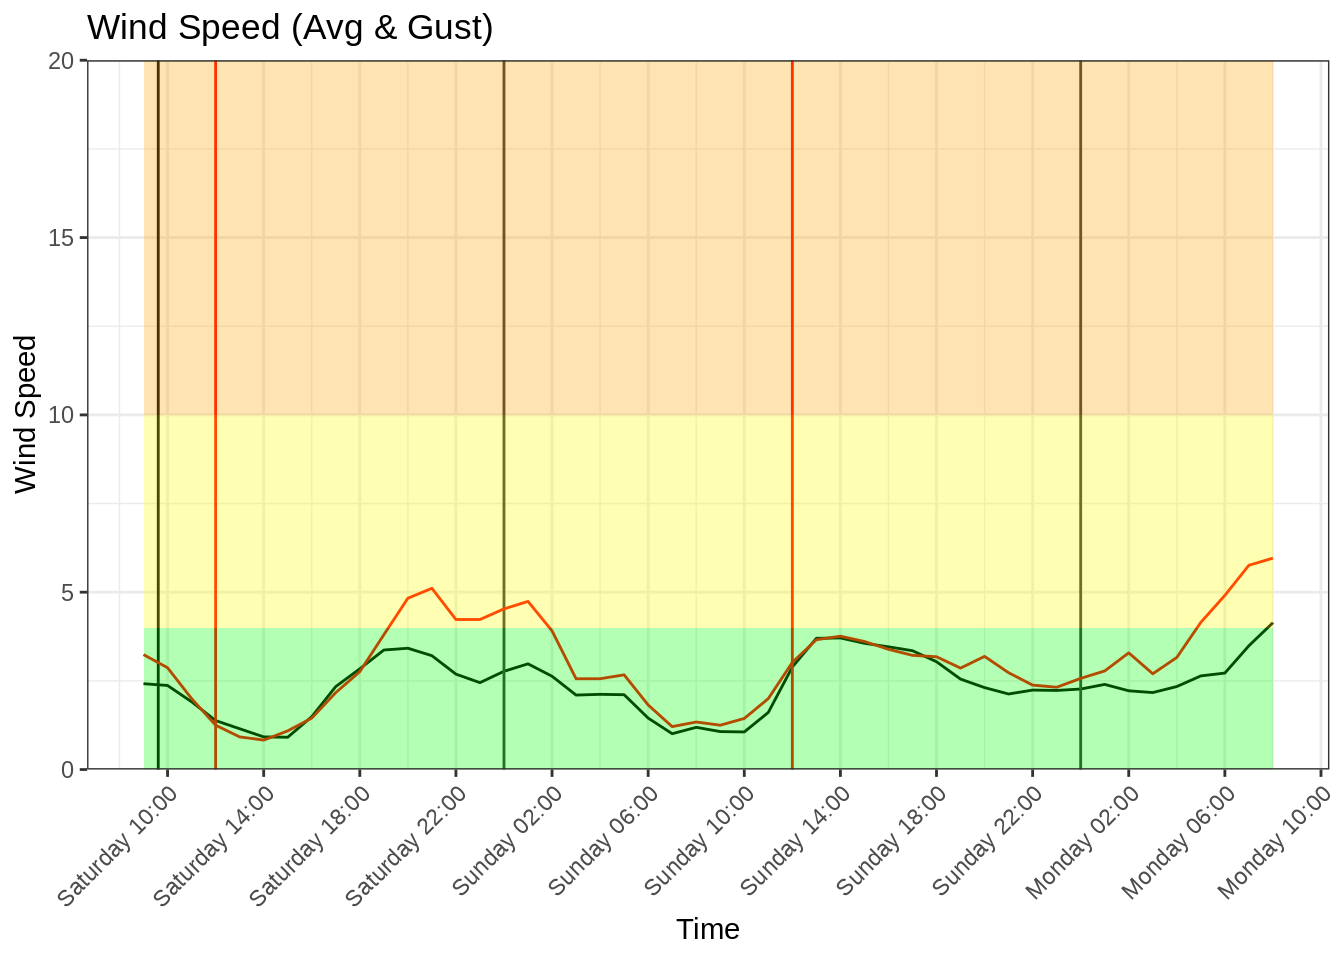 Wind Speed (Avg & Gust)
20
15
10
5
0
Wind Speed
Saturday 10:00
Saturday 14:00
Saturday 18:00
Saturday 22:00
Sunday 02:00
Sunday 06:00
Sunday 10:00
Sunday 14:00
Sunday 18:00
Sunday 22:00
Monday 02:00
Monday 06:00
Monday 10:00
Time